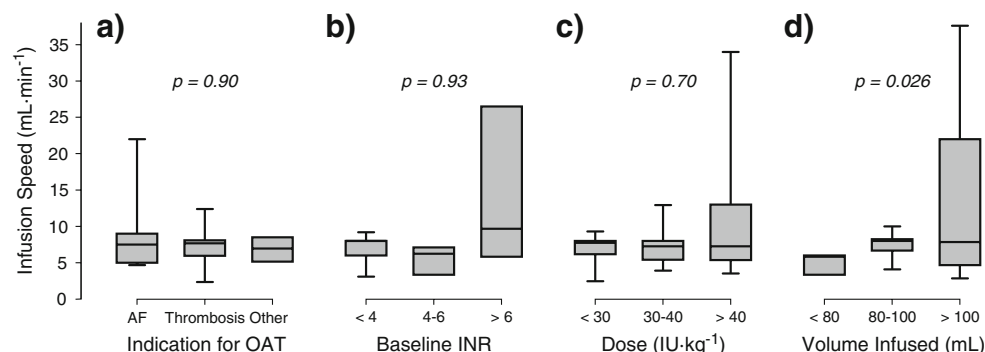 a) b) c) d)
p = 0.90 p = 0.93 p = 0.70 p = 0.026
Infusion Speed (mL·min⁻¹)
35
30
25
20
15
10
5
0
AF Thrombosis Other < 4 4-6 > 6 < 30 30-40 > 40 < 80 80-100 > 100
Indication for OAT Baseline INR Dose (IU·kg⁻¹) Volume Infused (mL)